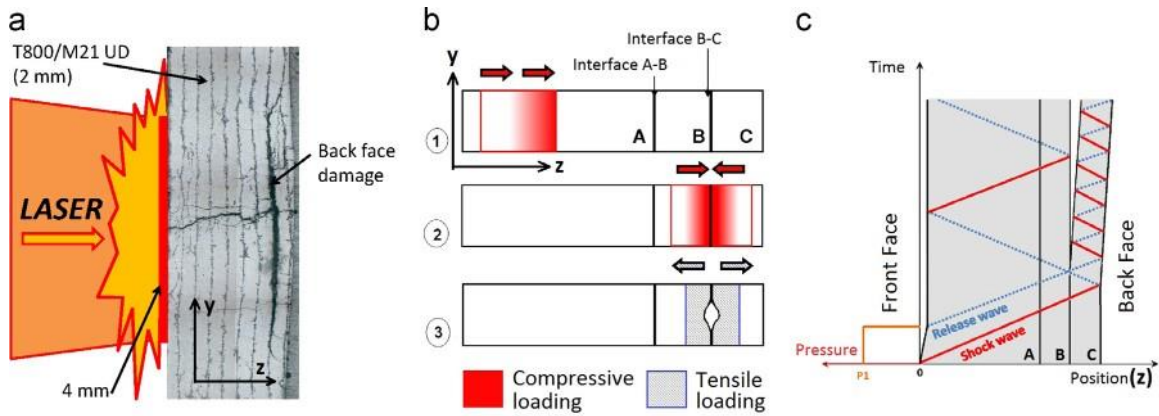 a
T800/M21 UD
(2 mm)
Back face
damage
LASER
y
z
4 mm
b
Interface B-C
Interface A-B
y
1
A
B
C
z
2
3
Compressive
loading
Tensile
loading
c
Time
Front Face
Back Face
Release wave
Shock wave
Pressure
P1
0
A
B
C
Position(z)